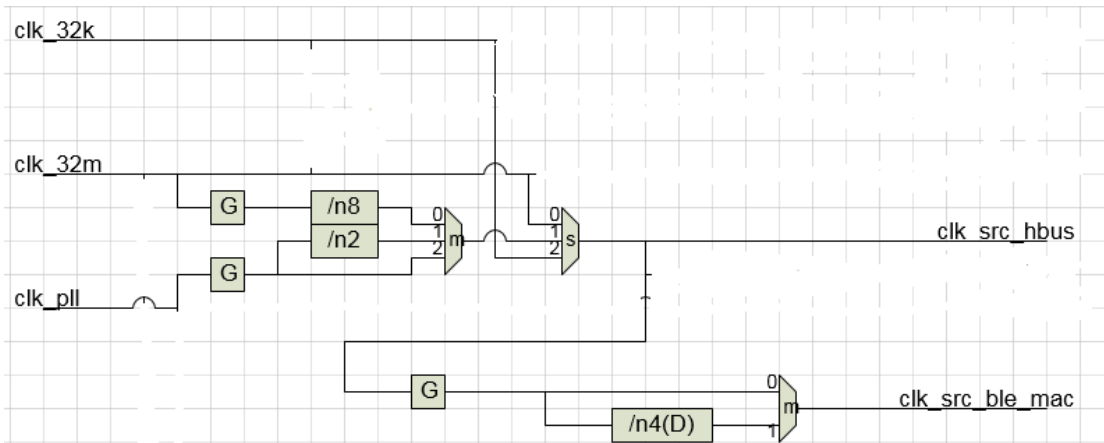 clk_32k
clk_32m
G
/n8
0
1
2
m
/n2
0
1
2
s
clk_src_hbus
G
clk_pll
G
0
1
m
clk_src_ble_mac
/n4(D)